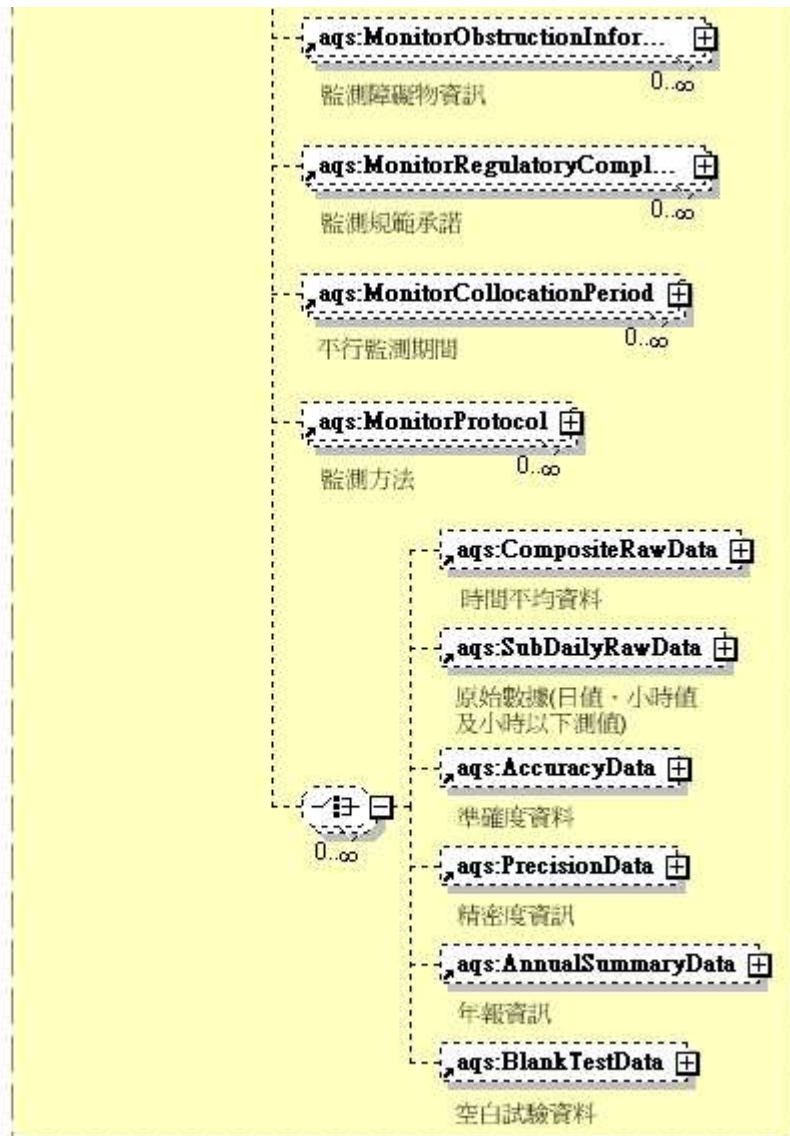 aqs:MonitorObstructionInfor...
0..∞
監測障礙物資訊
aqs:MonitorRegulatoryCompl...
0..∞
監測規範承諾
aqs:MonitorCollocationPeriod
0..∞
平行監測期間
aqs:MonitorProtocol
0..∞
監測方法
aqs:CompositeRawData
時間平均資料
aqs:SubDailyRawData
原始數據(日值、小時值
及小時以下測值)
aqs:AccuracyData
準確度資料
0..∞
aqs:PrecisionData
精密度資訊
aqs:AnnualSummaryData
年報資訊
aqs:BlankTestData
空白試驗資料